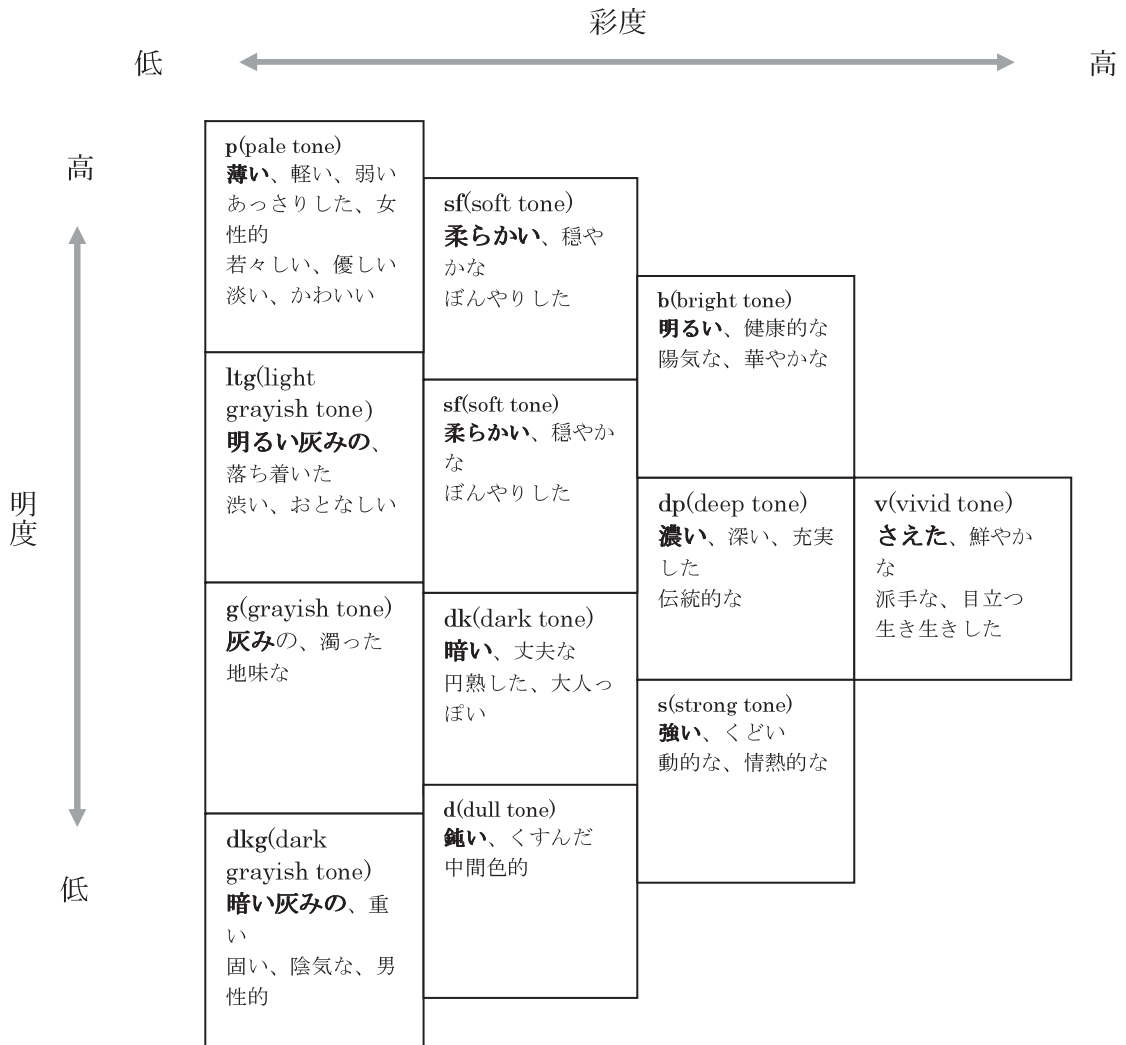 彩度
低
高
高
明度
低
p(pale tone)
薄い、軽い、弱い
あっさりした、女
性的
若々しい、優しい
淡い、かわいい
ltg(light
grayish tone)
明るい灰みの、
落ち着いた
渋い、おとなしい
g(grayish tone)
灰みの、濁った
地味な
dkg(dark
grayish tone)
暗い灰みの、重
い
固い、陰気な、男
性的
sf(soft tone)
柔らかい、穏や
かな
ぼんやりした
sf(soft tone)
柔らかい、穏やか
な
ぼんやりした
dk(dark tone)
暗い、丈夫な
円熟した、大人っ
ぽい
d(dull tone)
鈍い、くすんだ
中間色的
b(bright tone)
明るい、健康的な
陽気な、華やかな
dp(deep tone)
濃い、深い、充実
した
伝統的な
s(strong tone)
強い、くどい
動的な、情熱的な
v(vivid tone)
さえた、鮮やか
な
派手な、目立つ
生き生きした